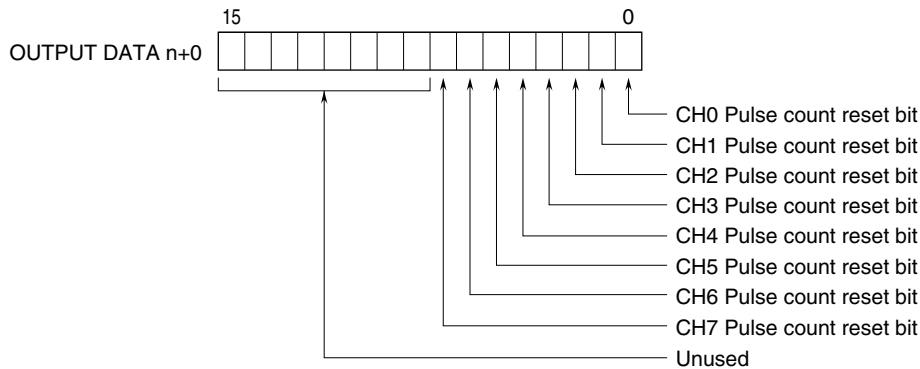 15 0
OUTPUT DATA n+0
CH0 Pulse count reset bit
CH1 Pulse count reset bit
CH2 Pulse count reset bit
CH3 Pulse count reset bit
CH4 Pulse count reset bit
CH5 Pulse count reset bit
CH6 Pulse count reset bit
CH7 Pulse count reset bit
Unused